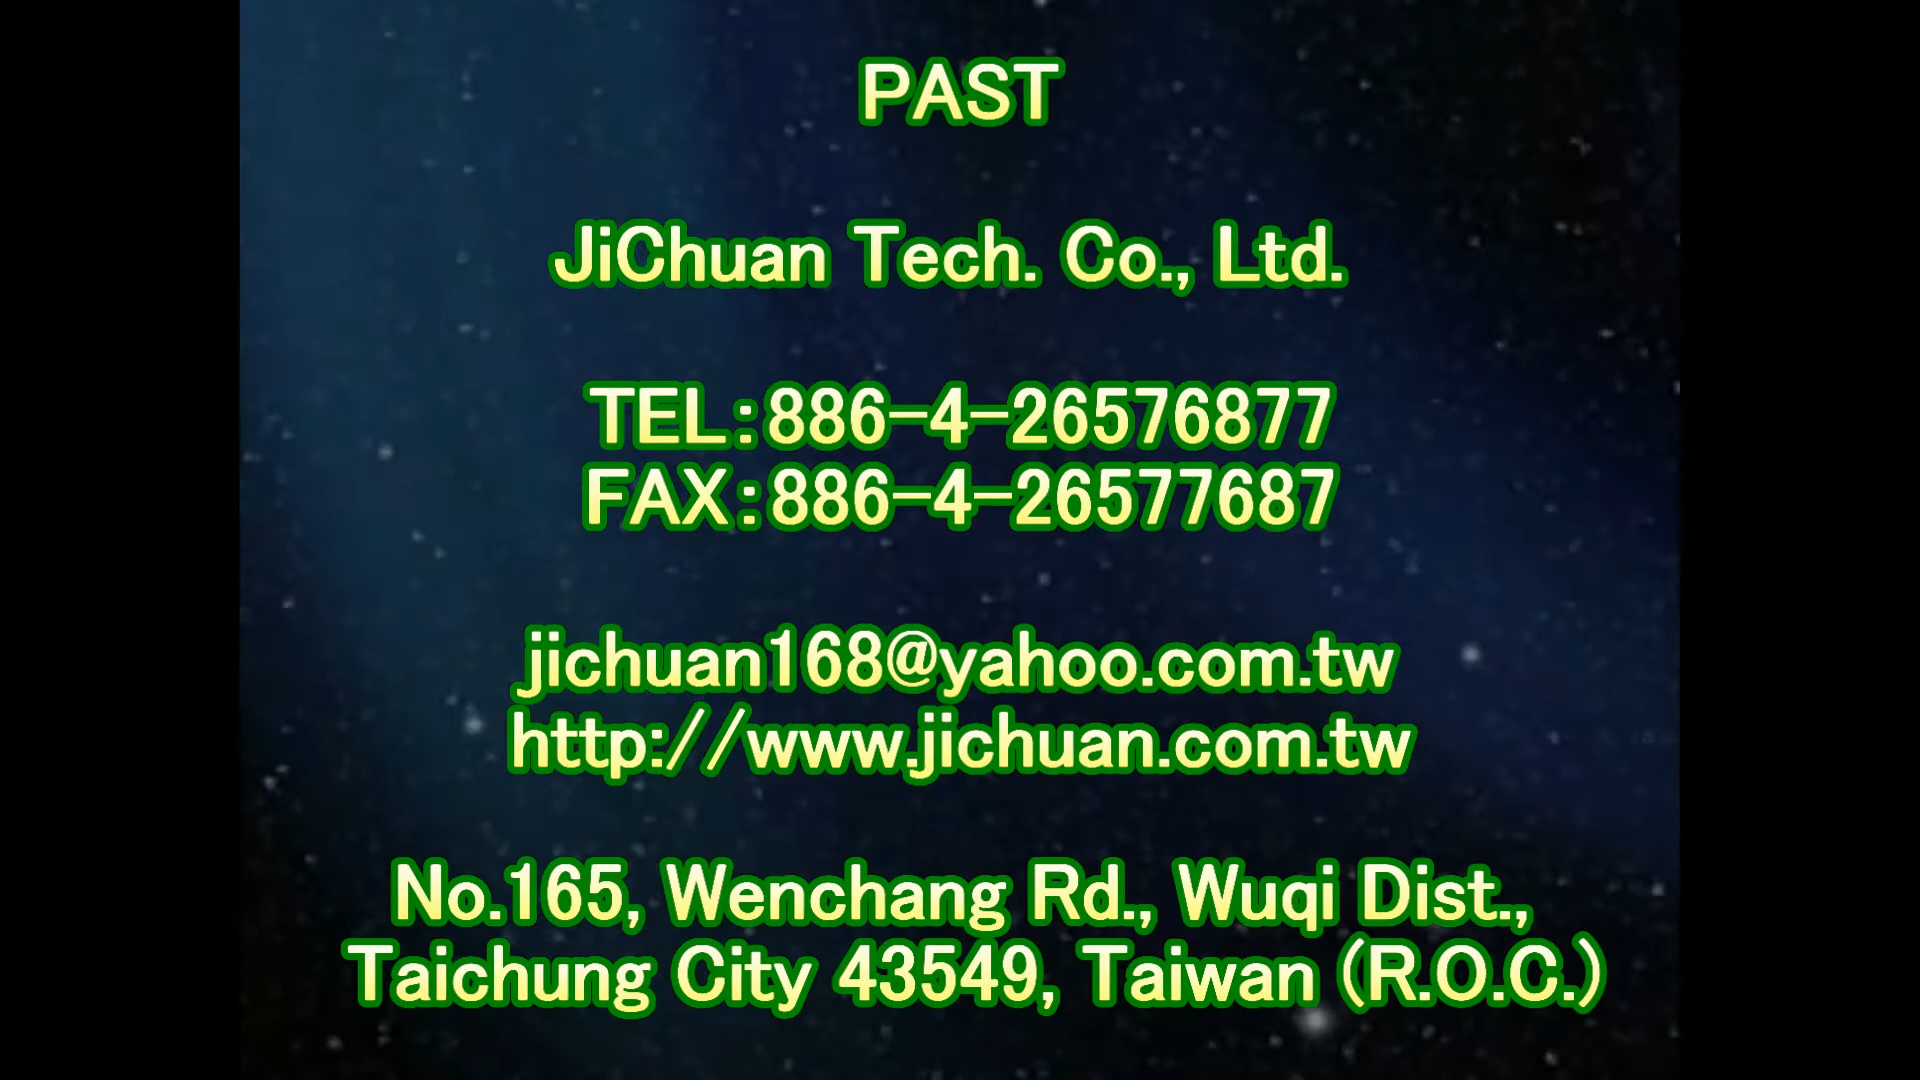 PAST
JiChuan Tech. Co., Ltd.
TEL:886-4-26576877
FAX:886-4-26577687
jichuan168@yahoo.com.tw
http://www.jichuan.com.tw
No.165, Wenchang Rd., Wuqi Dist.,
Taichung City 43549, Taiwan (R.O.C.)